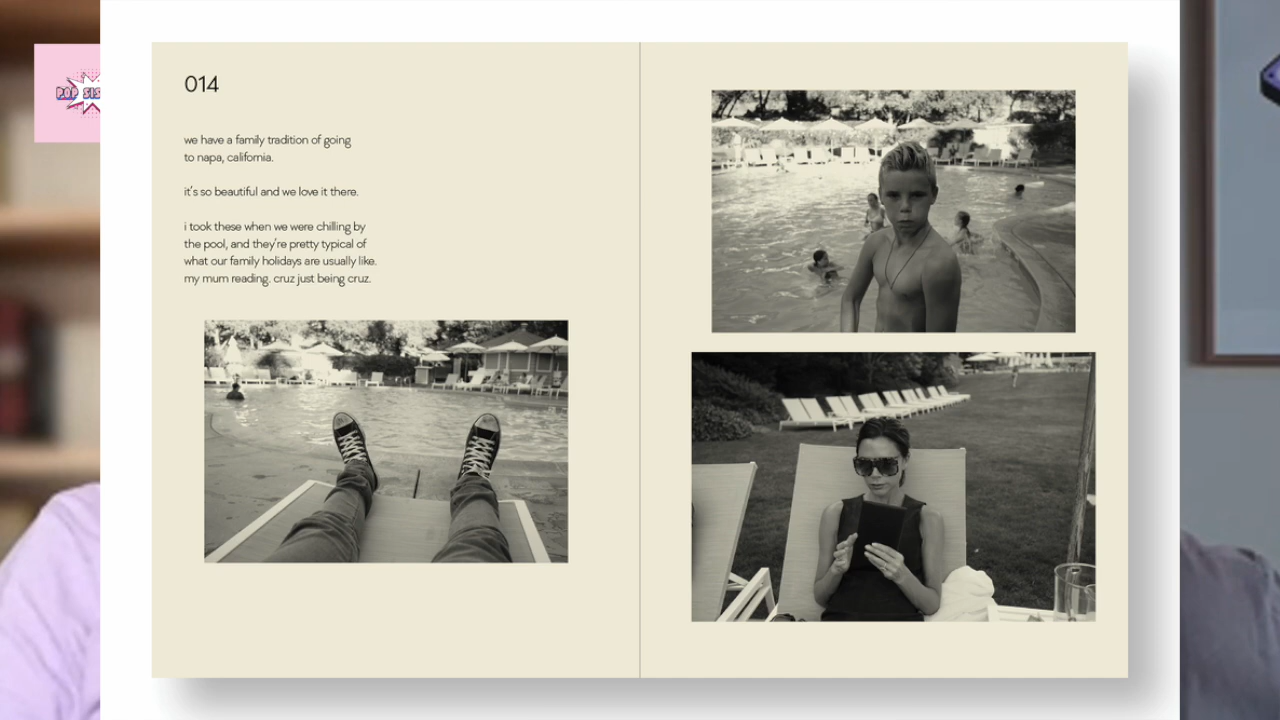 POP SIS
014
we have a family tradition of going
to napa, california.
it's so beautiful and we love it there.
i took these when we were chilling by
the pool, and they're pretty typical of
what our family holidays are usually like.
my mum reading. cruz just being cruz.